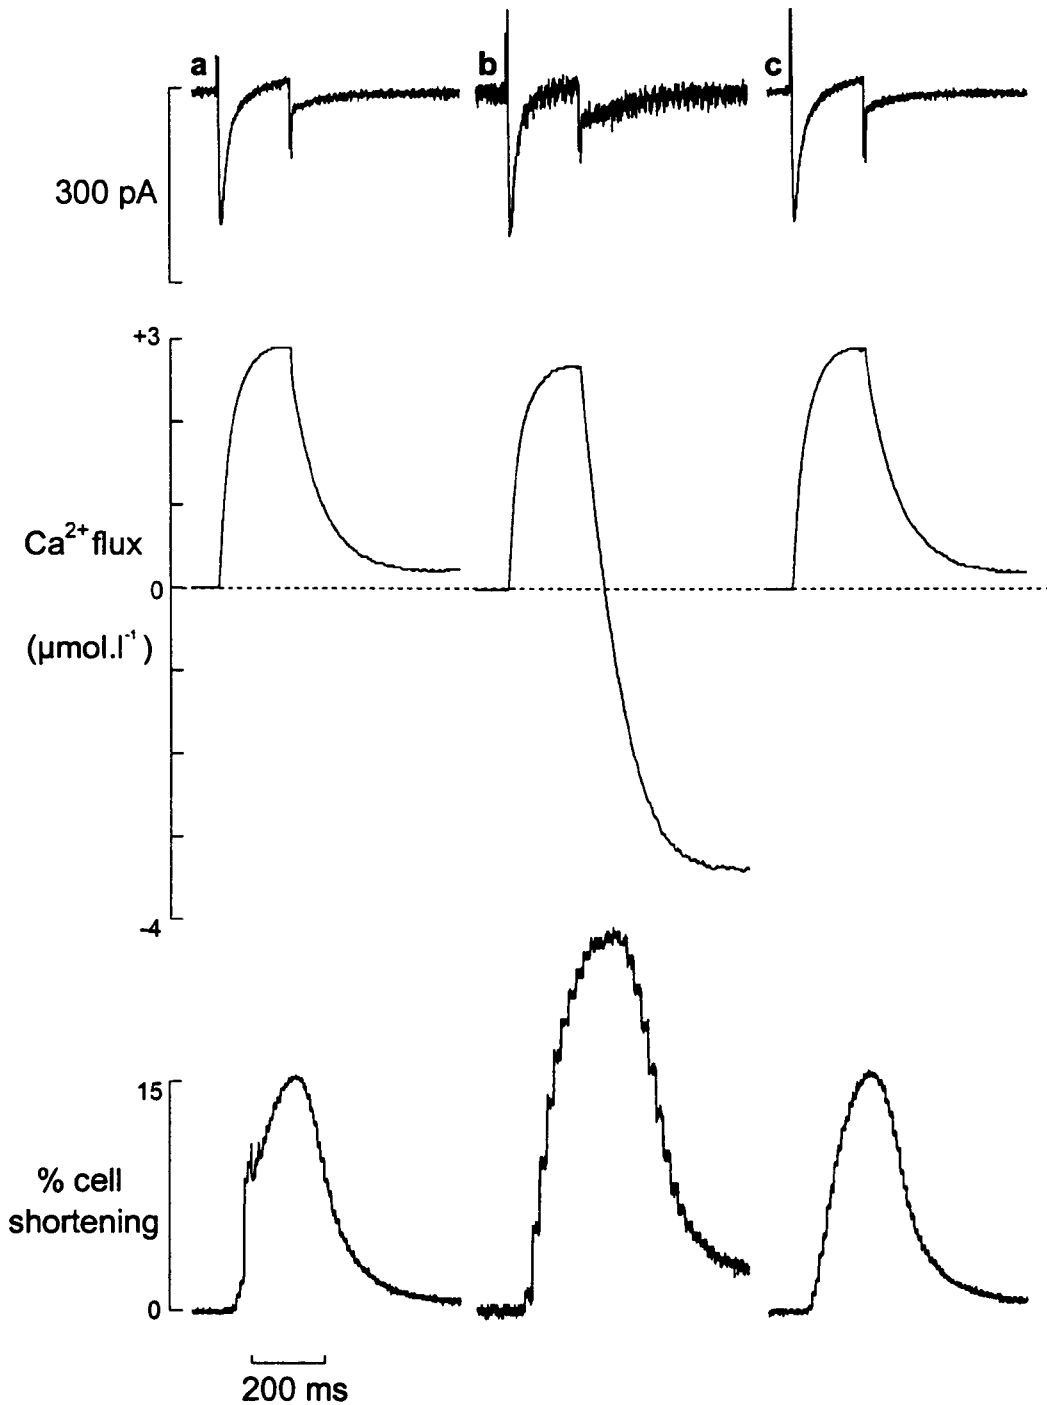 a b c
300 pA
+3
Ca²⁺ flux
0
(µmol.l⁻¹)
-4
15
% cell
shortening
0
200 ms